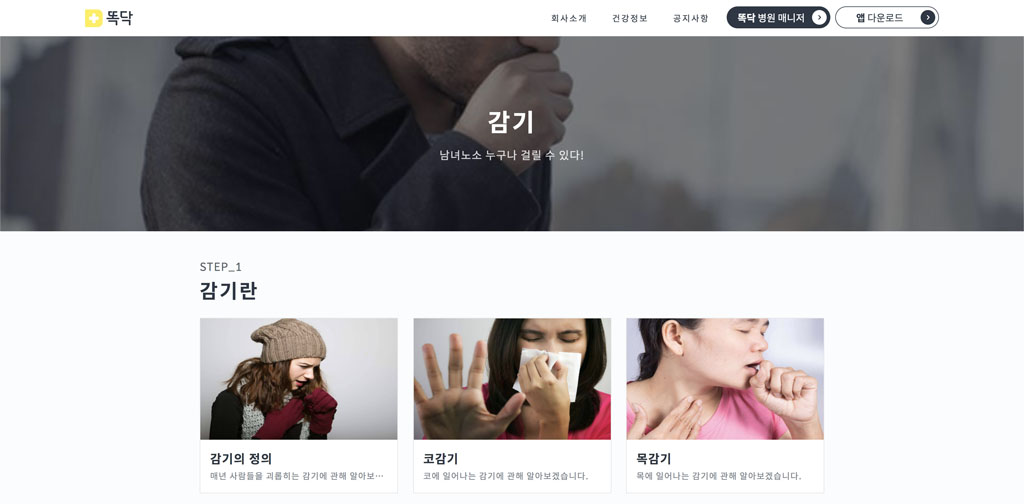 똑닥
회사소개
건강정보
공지사항
똑닥 병원 매니저
앱 다운로드
감기
남녀노소 누구나 걸릴 수 있다!
STEP_1
감기란
감기의 정의
매년 사람들을 괴롭히는 감기에 관해 알아보…
코감기
코에 일어나는 감기에 관해 알아보겠습니다.
목감기
목에 일어나는 감기에 관해 알아보겠습니다.